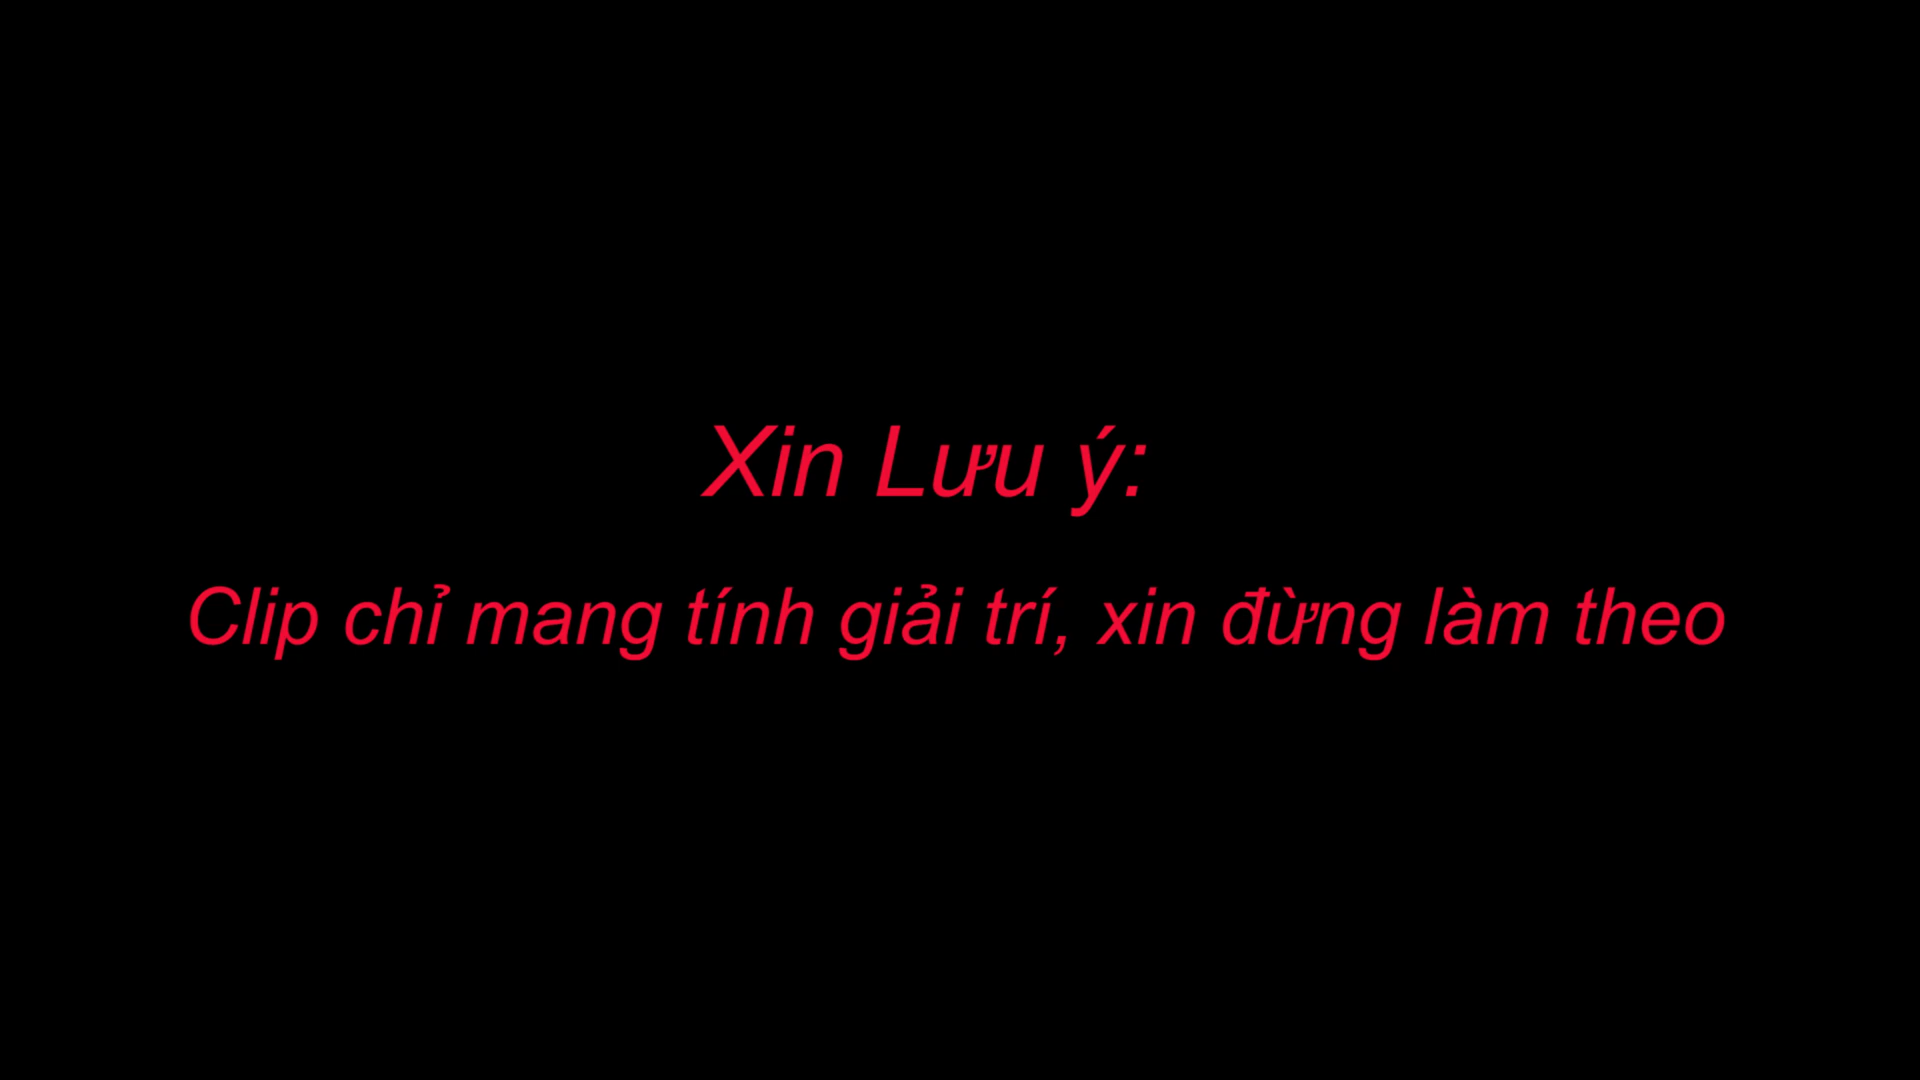 Xin Lưu ý:
Clip chỉ mang tính giải trí, xin đừng làm theo